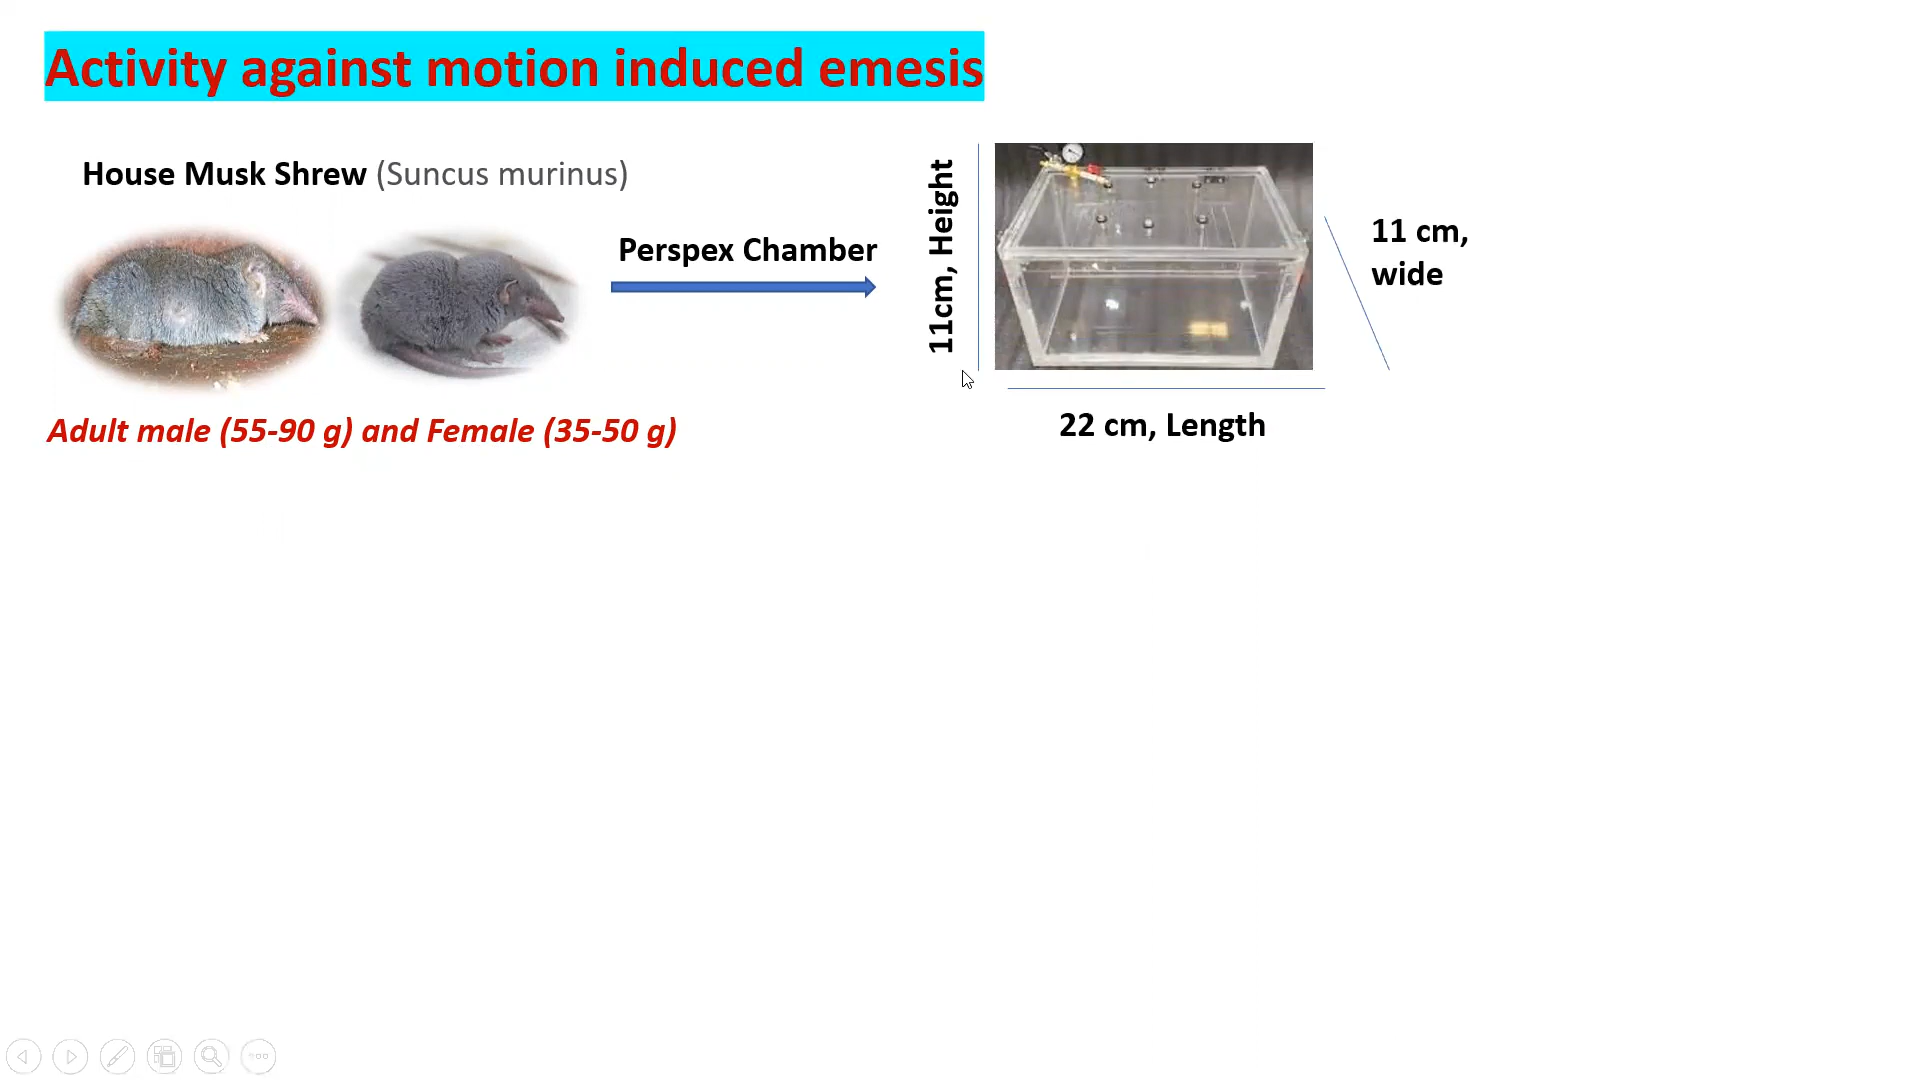 Activity against motion induced emesis
House Musk Shrew (Suncus murinus)
Perspex Chamber
11cm, Height
11 cm,
wide
22 cm, Length
Adult male (55-90 g) and Female (35-50 g)